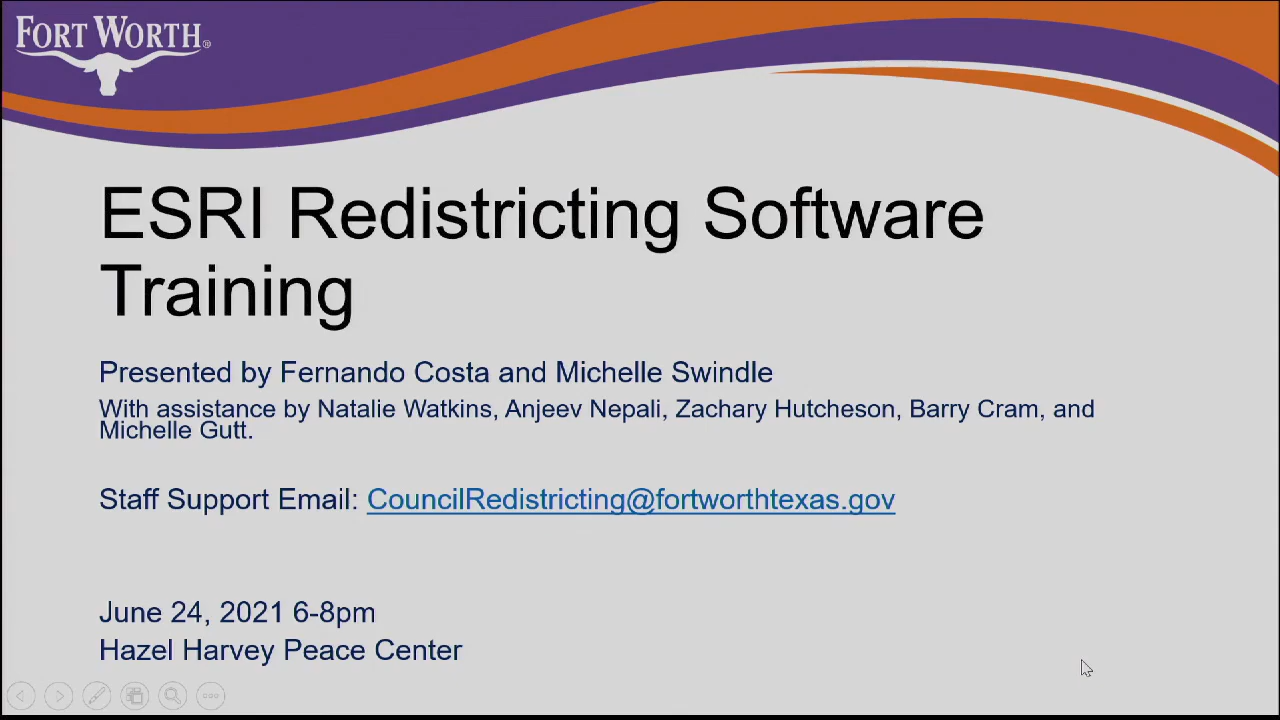 FORT WORTH®
ESRI Redistricting Software
Training
Presented by Fernando Costa and Michelle Swindle
With assistance by Natalie Watkins, Anjeev Nepali, Zachary Hutcheson, Barry Cram, and
Michelle Gutt.
Staff Support Email: CouncilRedistricting@fortworthtexas.gov
June 24, 2021 6-8pm
Hazel Harvey Peace Center